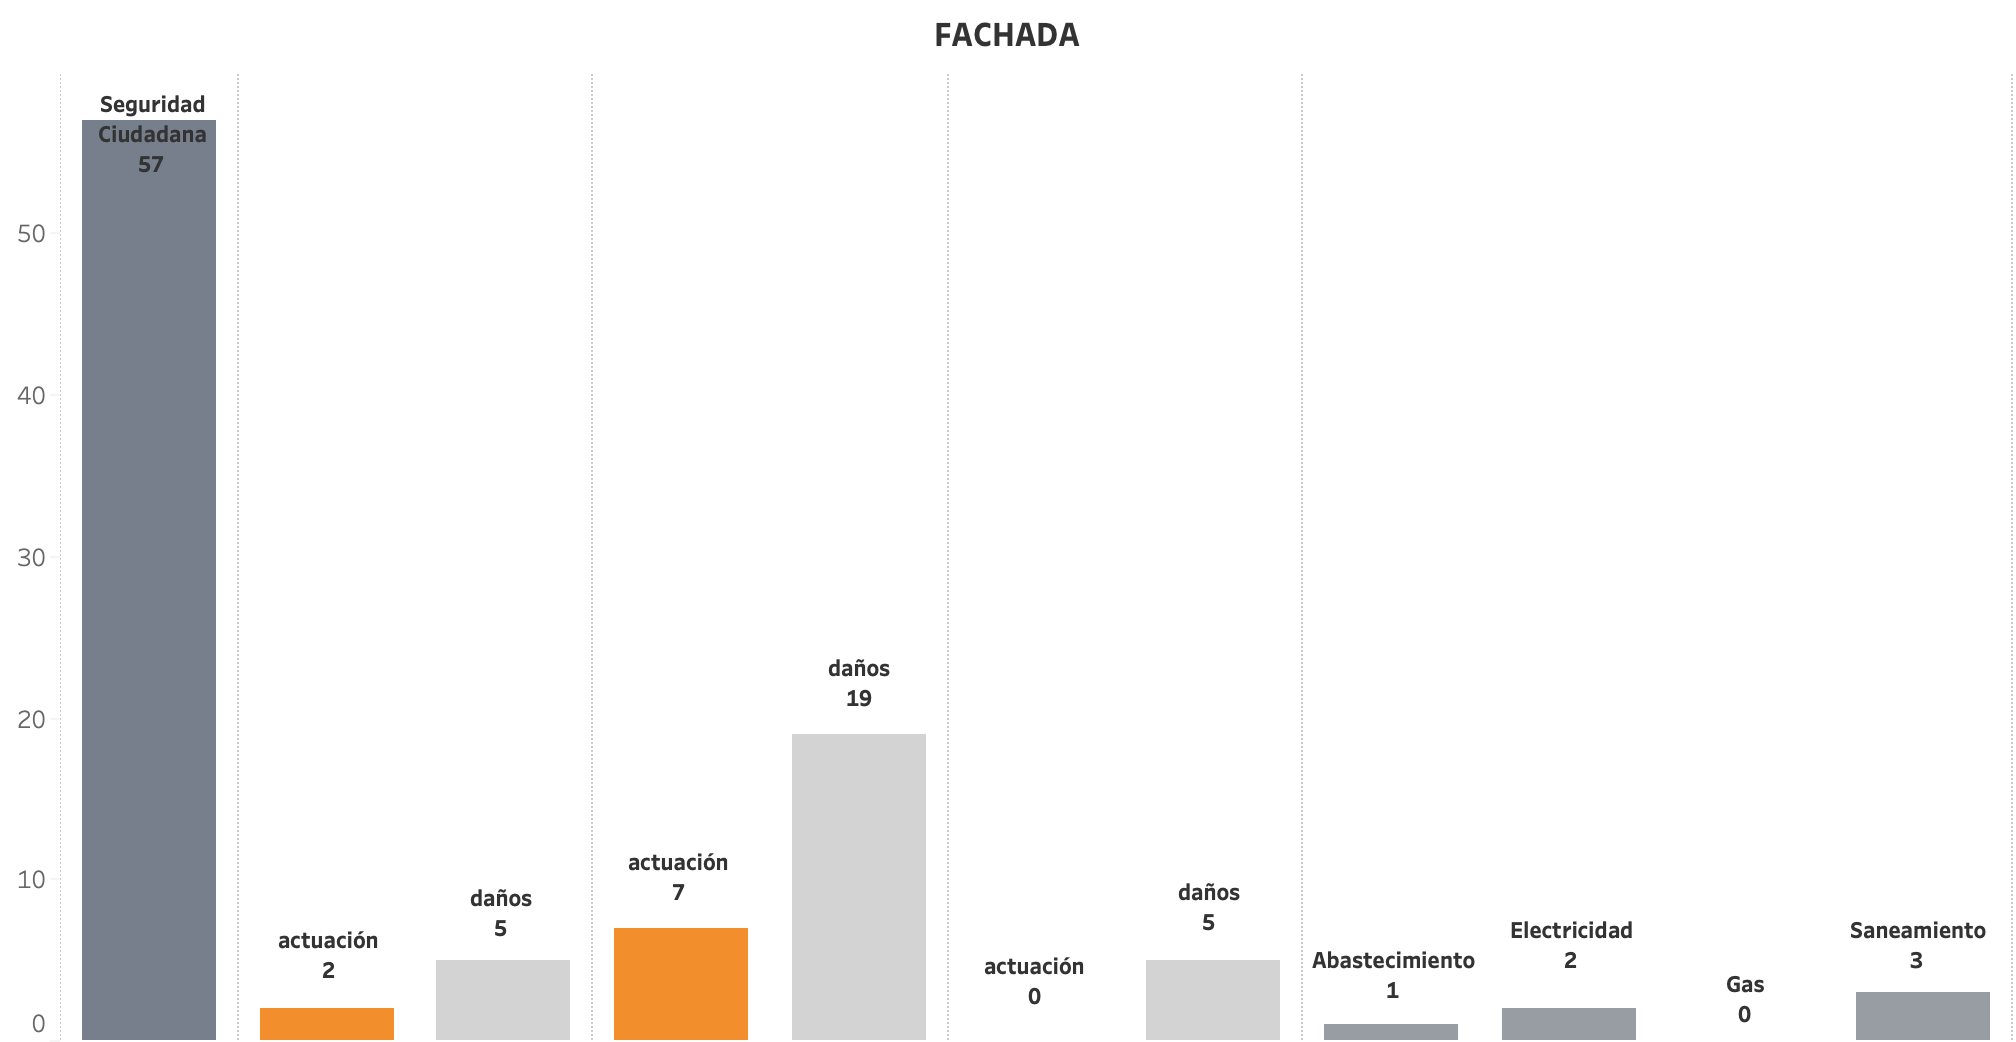 FACHADA
Seguridad
Ciudadana
57
50
40
30
20
10
0
actuación
2
daños
5
actuación
7
daños
19
actuación
0
daños
5
Abastecimiento
1
Electricidad
2
Gas
0
Saneamiento
3